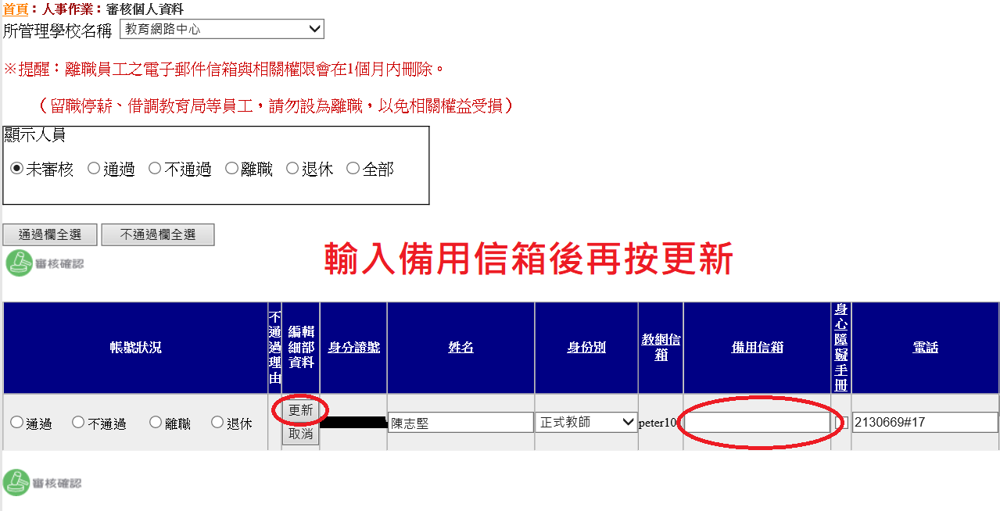 首頁：人事作業：審核個人資料
所管理學校名稱 教育網路中心
※提醒：離職員工之電子郵件信箱與相關權限會在1個月內刪除。
（留職停薪、借調教育局等員工，請勿設為離職，以免相關權益受損）
顯示人員
未審核 通過 不通過 離職 退休 全部
通過欄全選 不通過欄全選
審核確認
輸入備用信箱後再按更新
帳號狀況 不通過理由 編輯細部資料 身分證號 姓名 身份別 教網信箱 備用信箱 身心障礙手冊 電話
通過 不通過 離職 退休 更新 取消 陳志堅 正式教師 peter10 2130669#17
審核確認